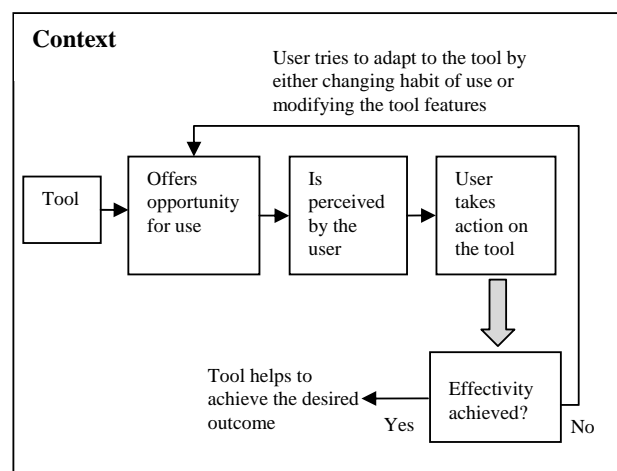 Context
User tries to adapt to the tool by
either changing habit of use or
modifying the tool features
Tool
Offers
opportunity
for use
Is
perceived
by the
user
User
takes
action on
the tool
Tool helps to
achieve the desired
outcome
Yes
Effectivity
achieved?
No